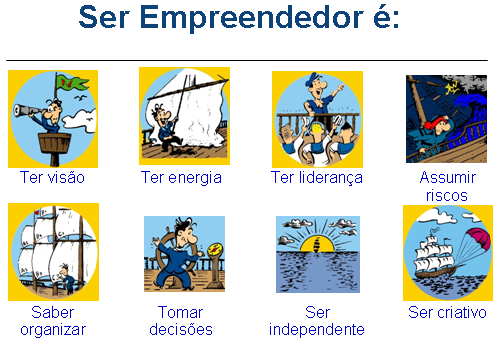 Ser Empreendedor é:
Ter visão
Ter energia
Ter liderança
Assumir
riscos
Saber
organizar
Tomar
decisões
Ser
independente
Ser criativo